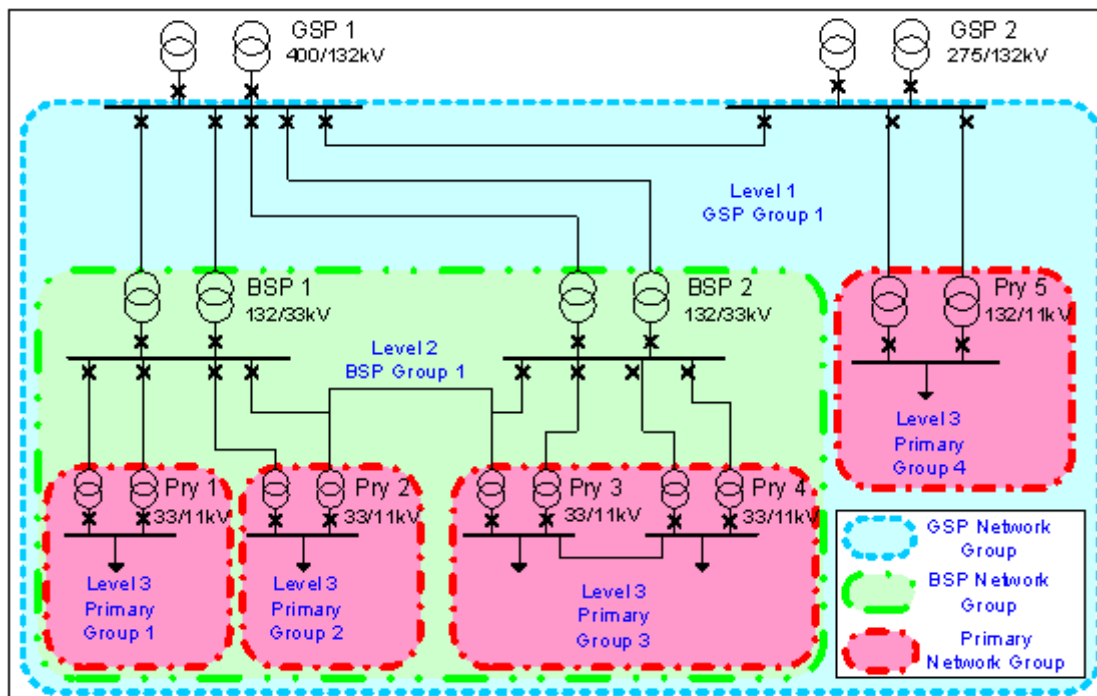 GSP 1
400/132kV
GSP 2
275/132kV
Level 1
GSP Group 1
BSP 1
132/33kV
BSP 2
132/33kV
Pry 5
132/11kV
Level 2
BSP Group 1
Level 3
Primary
Group 4
Pry 1
33/11kV
Pry 2
33/11kV
Pry 3
33/11kV
Pry 4
33/11kV
Level 3
Primary
Group 1
Level 3
Primary
Group 2
Level 3
Primary
Group 3
GSP Network
Group
BSP Network
Group
Primary
Network Group